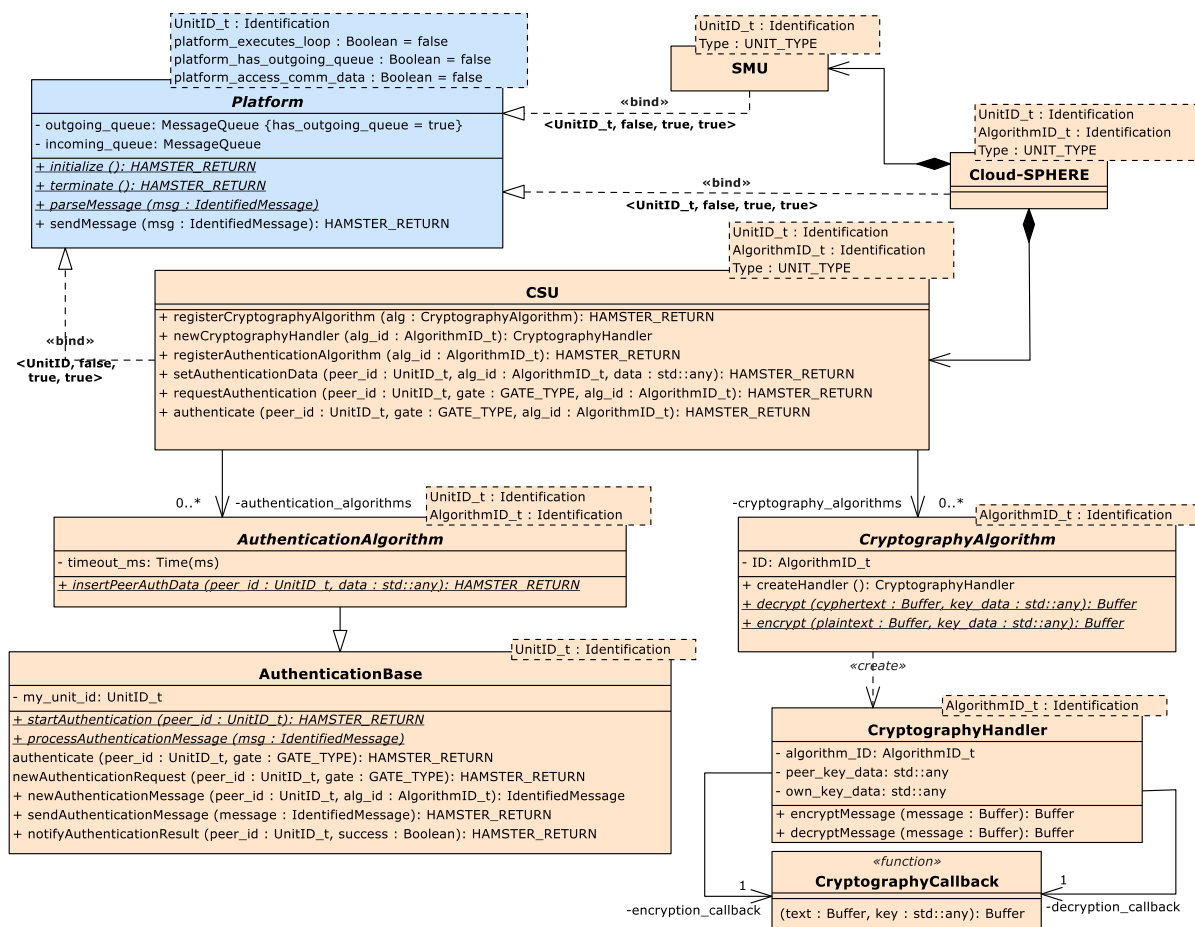 UnitID_t : Identification
platform_executes_loop : Boolean = false
platform_has_outgoing_queue : Boolean = false
platform_access_comm_data : Boolean = false
Platform
- outgoing_queue: MessageQueue {has_outgoing_queue = true}
- incoming_queue: MessageQueue
+ initialize (): HAMSTER_RETURN
+ terminate (): HAMSTER_RETURN
+ parseMessage (msg : IdentifiedMessage)
+ sendMessage (msg : IdentifiedMessage): HAMSTER_RETURN
UnitID_t : Identification
Type : UNIT_TYPE
SMU
«bind»
<UnitID_t, false, true, true>
UnitID_t : Identification
AlgorithmID_t : Identification
Type : UNIT_TYPE
Cloud-SPHERE
«bind»
<UnitID_t, false, true, true>
UnitID_t : Identification
AlgorithmID_t : Identification
Type : UNIT_TYPE
CSU
+ registerCryptographyAlgorithm (alg : CryptographyAlgorithm): HAMSTER_RETURN
+ newCryptographyHandler (alg_id : AlgorithmID_t): CryptographyHandler
+ registerAuthenticationAlgorithm (alg_id : AlgorithmID_t): HAMSTER_RETURN
+ setAuthenticationData (peer_id : UnitID_t, alg_id : AlgorithmID_t, data : std::any): HAMSTER_RETURN
+ requestAuthentication (peer_id : UnitID_t, gate : GATE_TYPE, alg_id : AlgorithmID_t): HAMSTER_RETURN
+ authenticate (peer_id : UnitID_t, gate : GATE_TYPE, alg_id : AlgorithmID_t): HAMSTER_RETURN
«bind»
<UnitID, false,
true, true>
0..*
-authentication_algorithms
UnitID_t : Identification
AlgorithmID_t : Identification
AuthenticationAlgorithm
- timeout_ms: Time(ms)
+ insertPeerAuthData (peer_id : UnitID_t, data : std::any): HAMSTER_RETURN
-cryptography_algorithms
0..*
AlgorithmID_t : Identification
CryptographyAlgorithm
- ID: AlgorithmID_t
+ createHandler (): CryptographyHandler
+ decrypt (cyphertext : Buffer, key_data : std::any): Buffer
+ encrypt (plaintext : Buffer, key_data : std::any): Buffer
UnitID_t : Identification
AuthenticationBase
- my_unit_id: UnitID_t
+ startAuthentication (peer_id : UnitID_t): HAMSTER_RETURN
+ processAuthenticationMessage (msg : IdentifiedMessage)
authenticate (peer_id : UnitID_t, gate : GATE_TYPE): HAMSTER_RETURN
newAuthenticationRequest (peer_id : UnitID_t, gate : GATE_TYPE): HAMSTER_RETURN
+ newAuthenticationMessage (peer_id : UnitID_t, alg_id : AlgorithmID_t): IdentifiedMessage
+ sendAuthenticationMessage (message : IdentifiedMessage): HAMSTER_RETURN
+ notifyAuthenticationResult (peer_id : UnitID_t, success : Boolean): HAMSTER_RETURN
«create»
AlgorithmID_t : Identification
CryptographyHandler
- algorithm_ID: AlgorithmID_t
- peer_key_data: std::any
- own_key_data: std::any
+ encryptMessage (message : Buffer): Buffer
+ decryptMessage (message : Buffer): Buffer
«function»
CryptographyCallback
(text : Buffer, key : std::any): Buffer
1
-encryption_callback
1
-decryption_callback